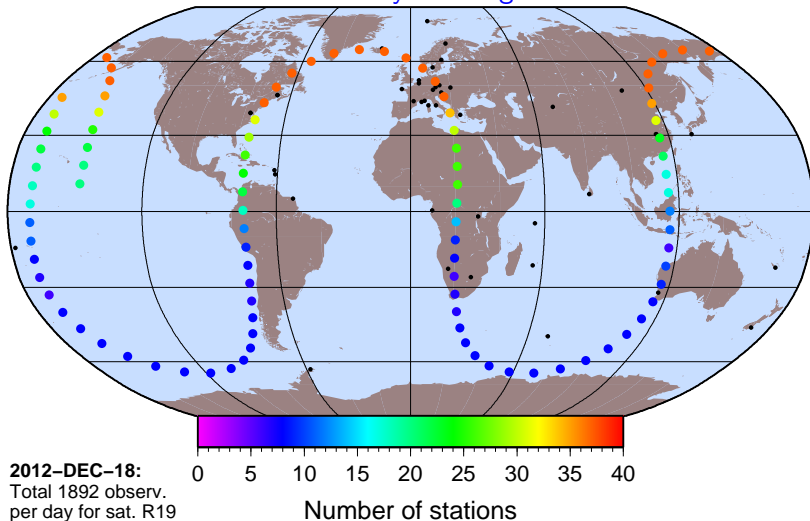 0 5 10 15 20 25 30 35 40
Number of stations
2012–DEC–18:
Total 1892 observ.
per day for sat. R19